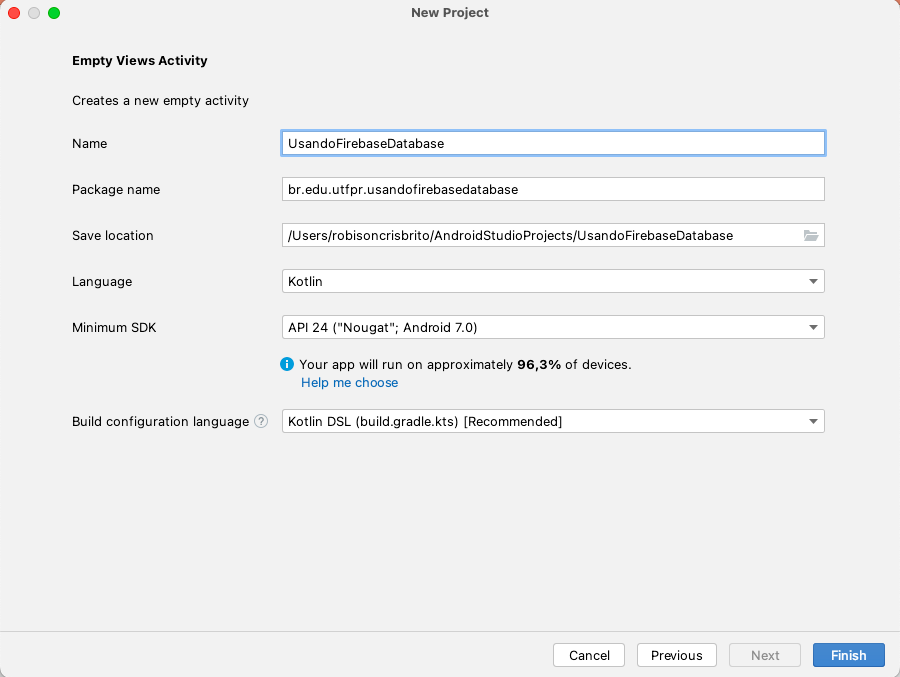 New Project
Empty Views Activity
Creates a new empty activity
Name UsandoFirebaseDatabase
Package name br.edu.utfpr.usandofirebasedatabase
Save location /Users/robisoncrisbrito/AndroidStudioProjects/UsandoFirebaseDatabase
Language Kotlin
Minimum SDK API 24 ("Nougat"; Android 7.0)
Your app will run on approximately 96,3% of devices.
Help me choose
Build configuration language ? Kotlin DSL (build.gradle.kts) [Recommended]
Cancel Previous Next Finish